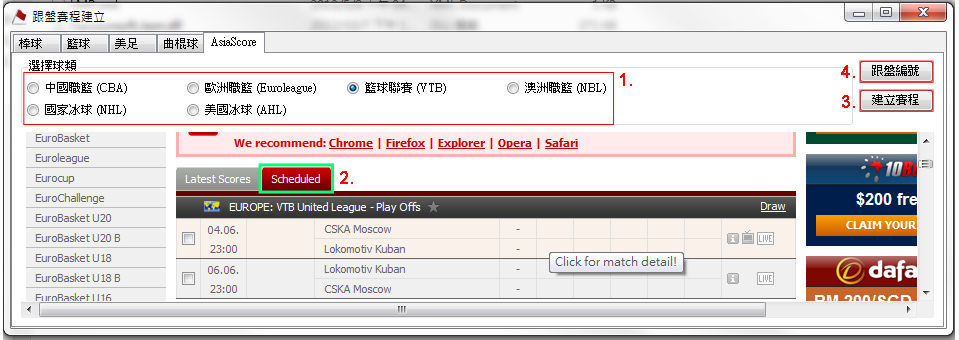 跟盤賽程建立
棒球 籃球 美足 曲棍球 AsiaScore
選擇球類
中國職籃 (CBA) 歐洲職籃 (Euroleague) 籃球聯賽 (VTB) 澳洲職籃 (NBL) 1.
國家冰球 (NHL) 美國冰球 (AHL)
4. 跟盤編號
3. 建立賽程
EuroBasket
Euroleague
Eurocup
EuroChallenge
EuroBasket U20
EuroBasket U20 B
EuroBasket U18
EuroBasket U18 B
EuroBasket U16
We recommend: Chrome | Firefox | Explorer | Opera | Safari
Latest Scores Scheduled 2.
EUROPE: VTB United League - Play Offs Draw
04.06. CSKA Moscow -
23:00 Lokomotiv Kuban - LIVE
06.06. Lokomotiv Kuban -
23:00 CSKA Moscow - LIVE
Click for match detail!
$200 fre
CLAIM YOUR
dafa
RM 200/SGD